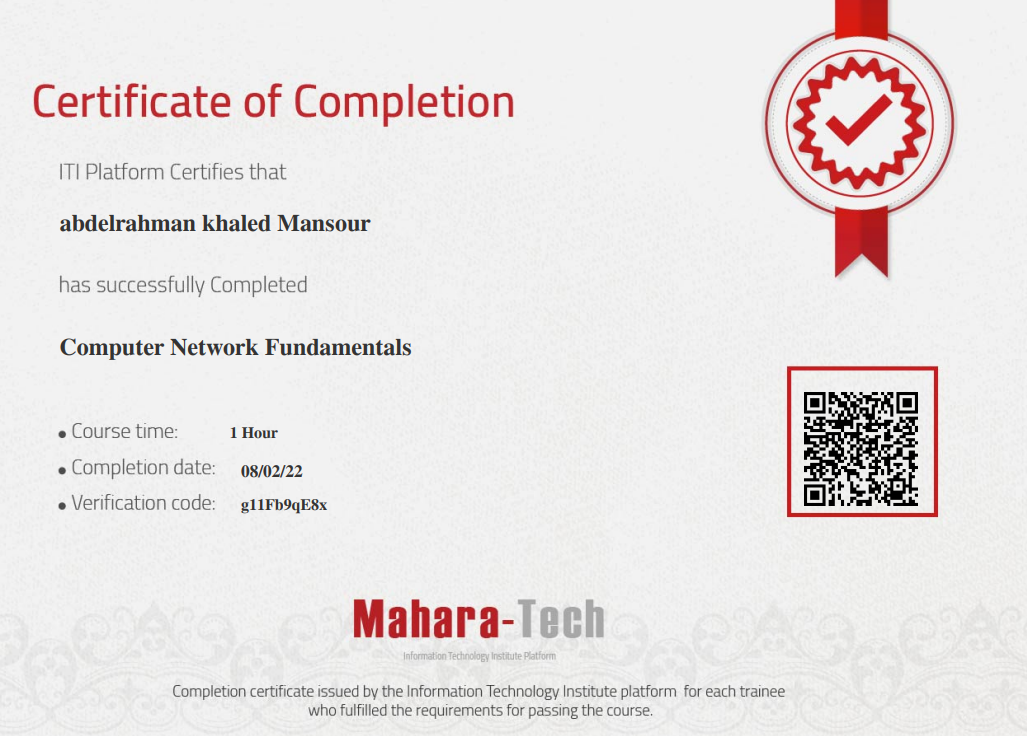 Certificate of Completion
ITI Platform Certifies that
abdelrahman khaled Mansour
has successfully Completed
Computer Network Fundamentals
• Course time: 1 Hour
• Completion date: 08/02/22
• Verification code: g11Fb9qE8x
Mahara-Tech
Information Technology Institute Platform
Completion certificate issued by the Information Technology Institute platform for each trainee
who fulfilled the requirements for passing the course.